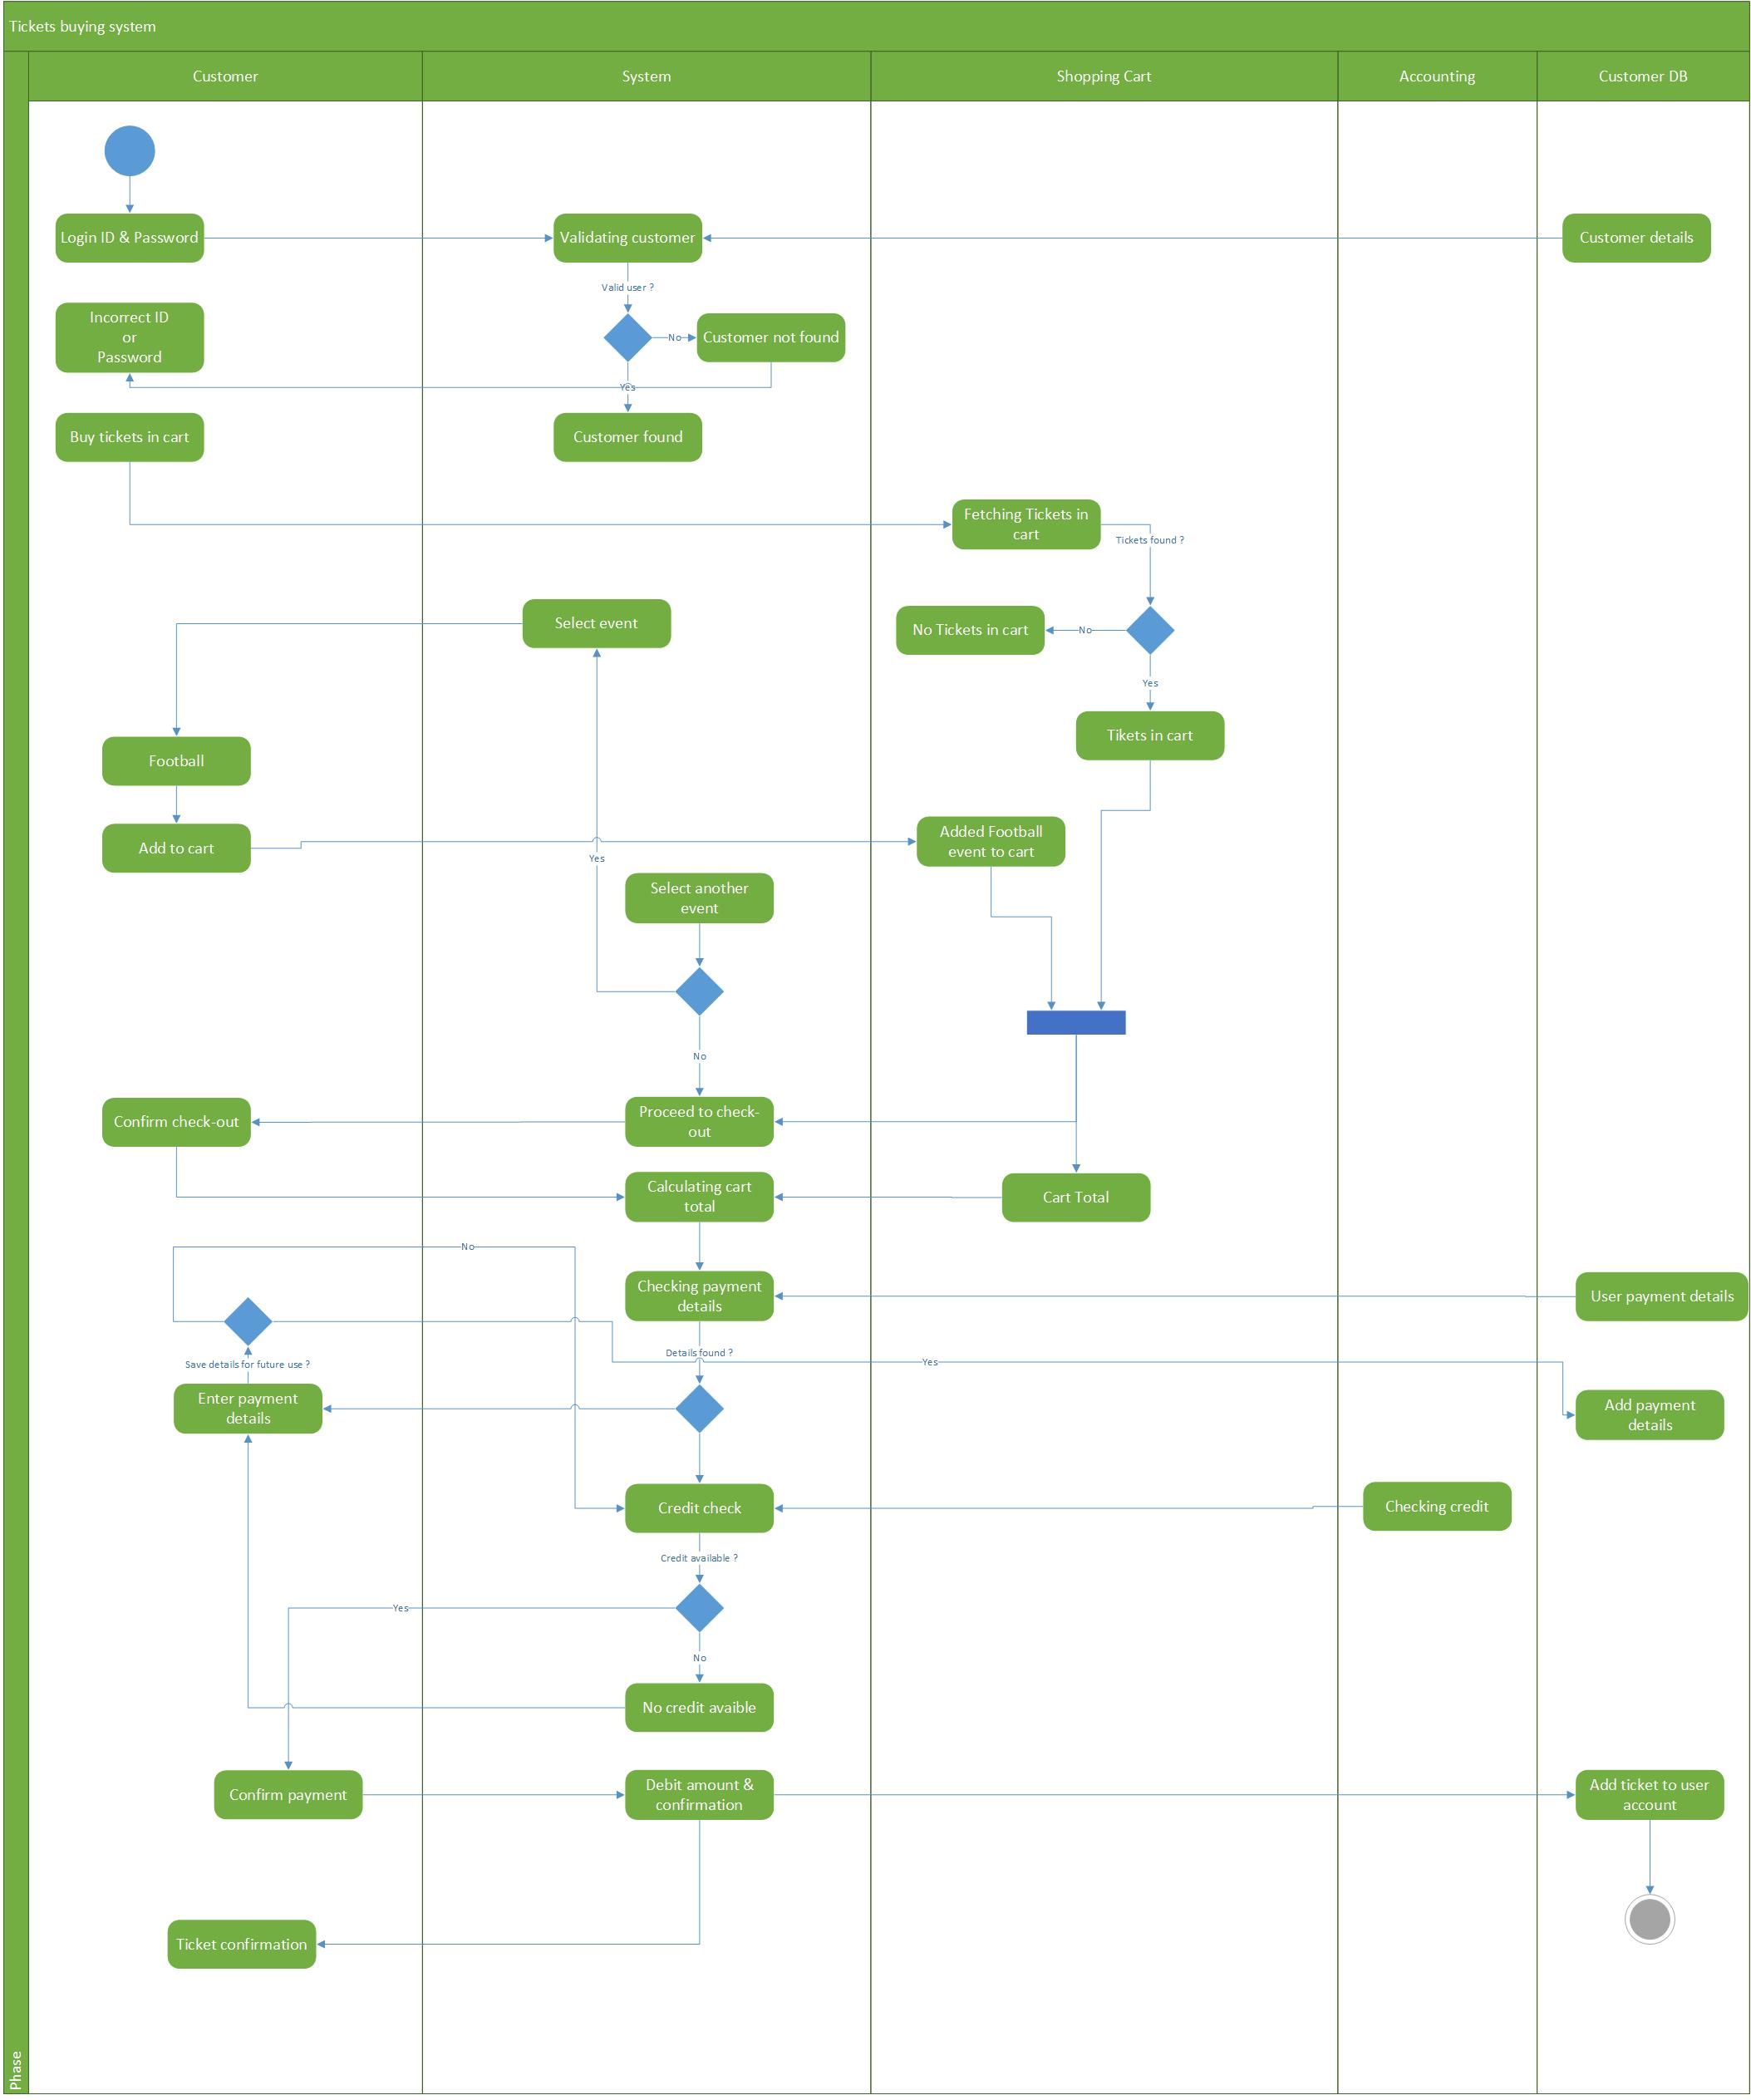 Tickets buying system
Customer
System
Shopping Cart
Accounting
Customer DB
Login ID & Password
Validating customer
Customer details
Valid user ?
Incorrect ID
or
Password
No
Customer not found
Yes
Buy tickets in cart
Customer found
Fetching Tickets in
cart
Tickets found ?
Select event
No Tickets in cart
No
Yes
Tikets in cart
Football
Add to cart
Added Football
event to cart
Yes
Select another
event
No
Confirm check-out
Proceed to check-
out
Calculating cart
total
Cart Total
No
Checking payment
details
User payment details
Details found ?
Save details for future use ?
Yes
Enter payment
details
Add payment
details
Credit check
Checking credit
Credit available ?
Yes
No
No credit avaible
Confirm payment
Debit amount &
confirmation
Add ticket to user
account
Ticket confirmation
Phase